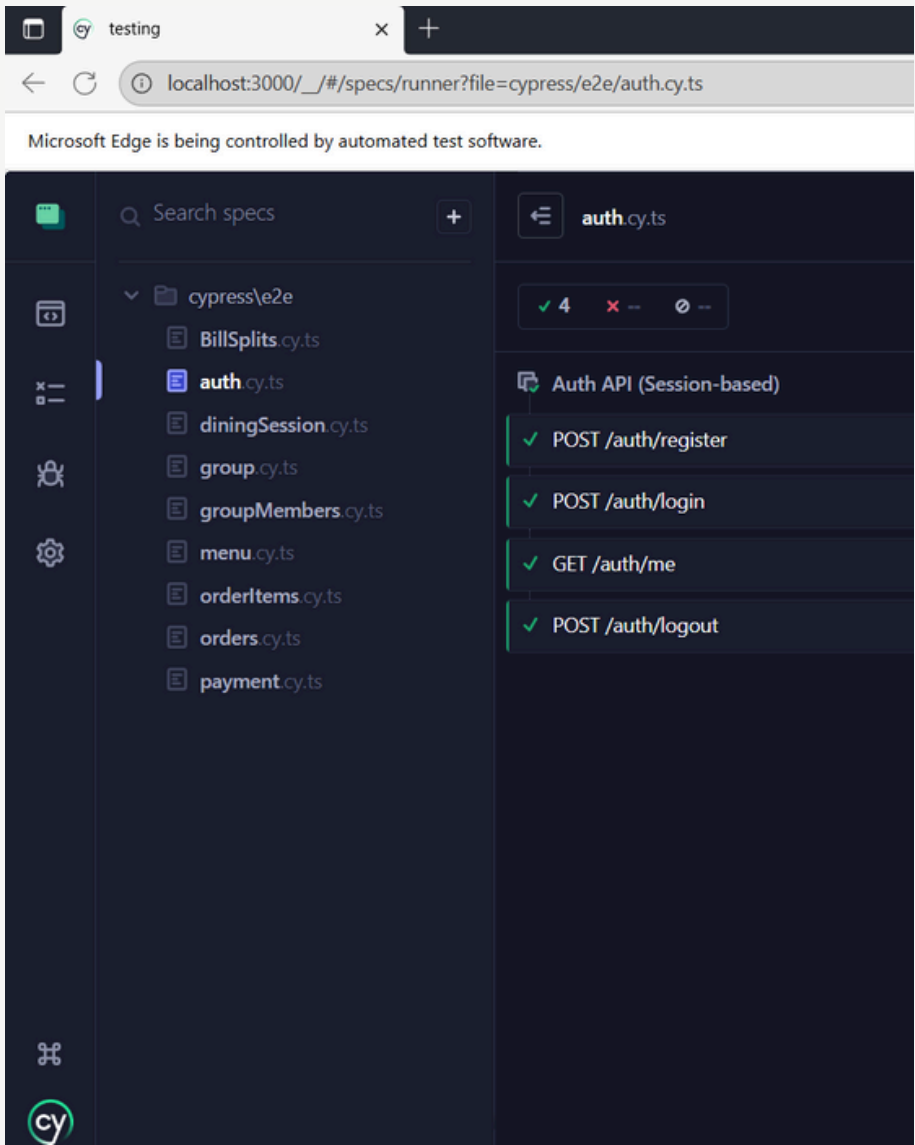 testing
localhost:3000/__/#/specs/runner?file=cypress/e2e/auth.cy.ts
Microsoft Edge is being controlled by automated test software.
Search specs
cypress\e2e
BillSplits.cy.ts
auth.cy.ts
diningSession.cy.ts
group.cy.ts
groupMembers.cy.ts
menu.cy.ts
orderItems.cy.ts
orders.cy.ts
payment.cy.ts
cy
auth.cy.ts
4 -- --
Auth API (Session-based)
POST /auth/register
POST /auth/login
GET /auth/me
POST /auth/logout